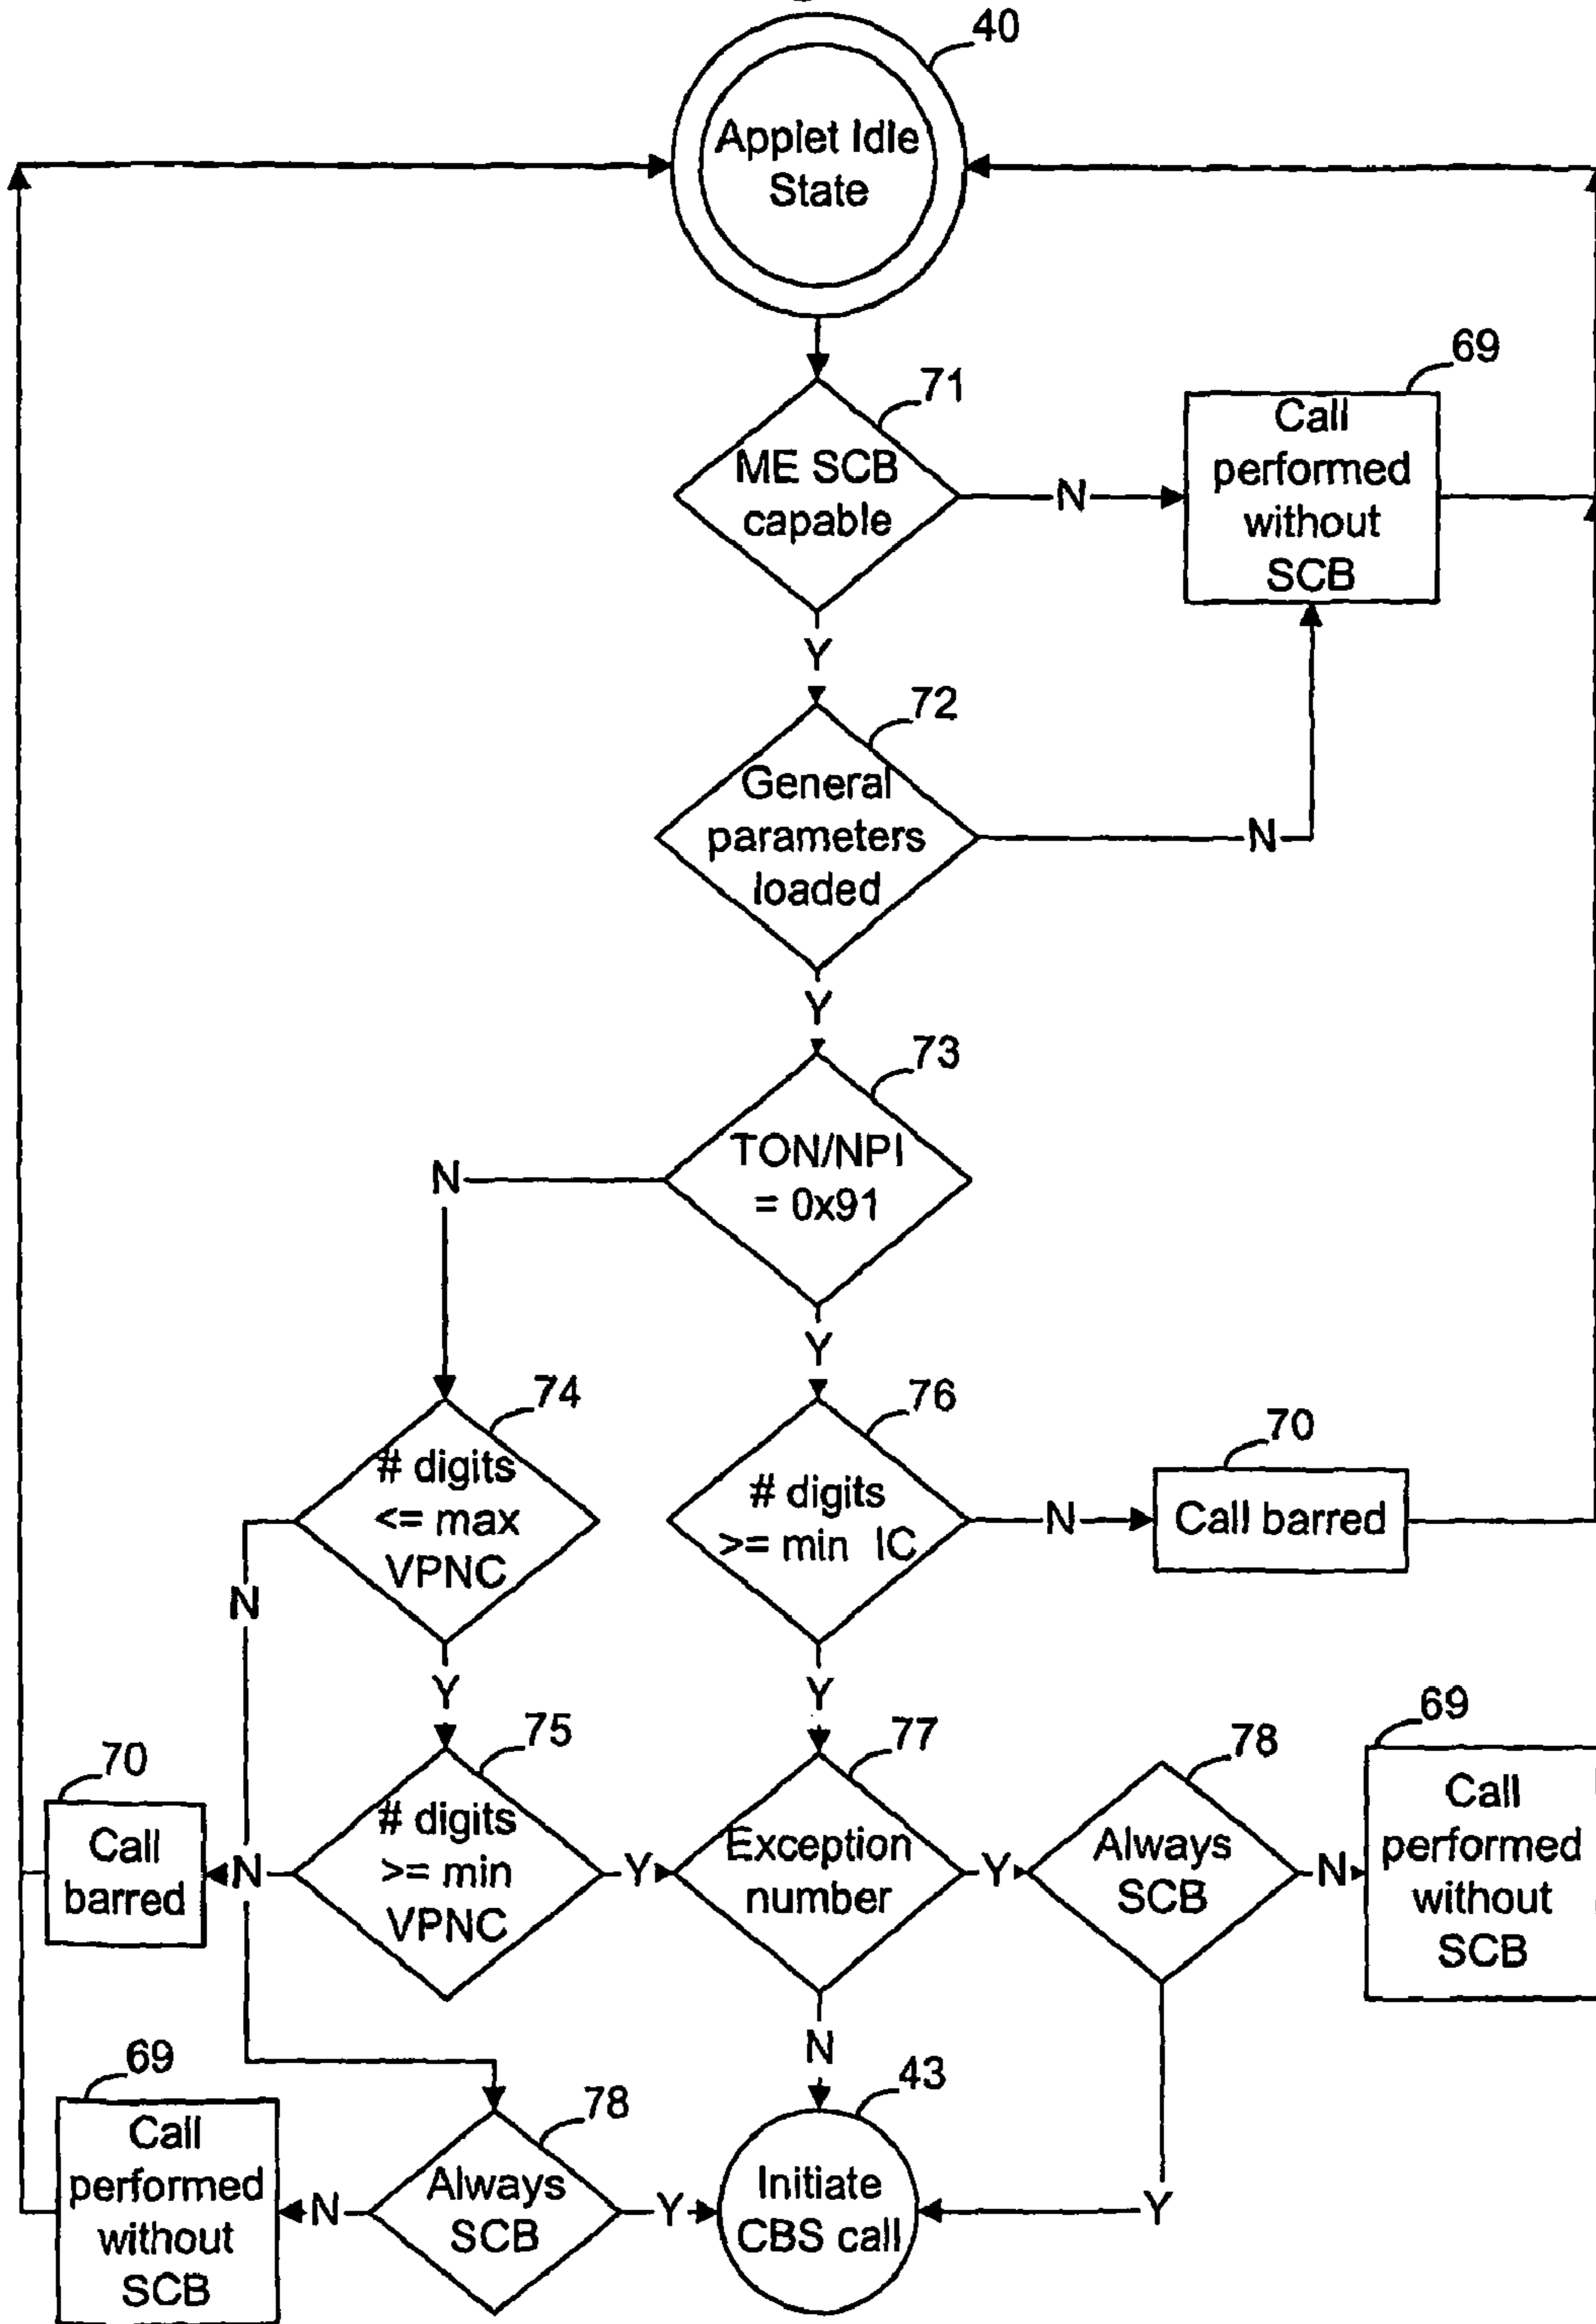 40
Applet Idle
State
71
ME SCB
capable
N
69
Call
performed
without
SCB
Y
72
General
parameters
loaded
N
Y
73
TON/NPI
= 0x91
N
Y
74
# digits
<= max
VPNC
N
Y
76
# digits
>= min IC
N
70
Call barred
Y
75
# digits
>= min
VPNC
N
70
Call
barred
Y
77
Exception
number
Y
78
Always
SCB
N
69
Call
performed
without
SCB
N
Y
69
Call
performed
without
SCB
N
78
Always
SCB
Y
43
Initiate
CBS call